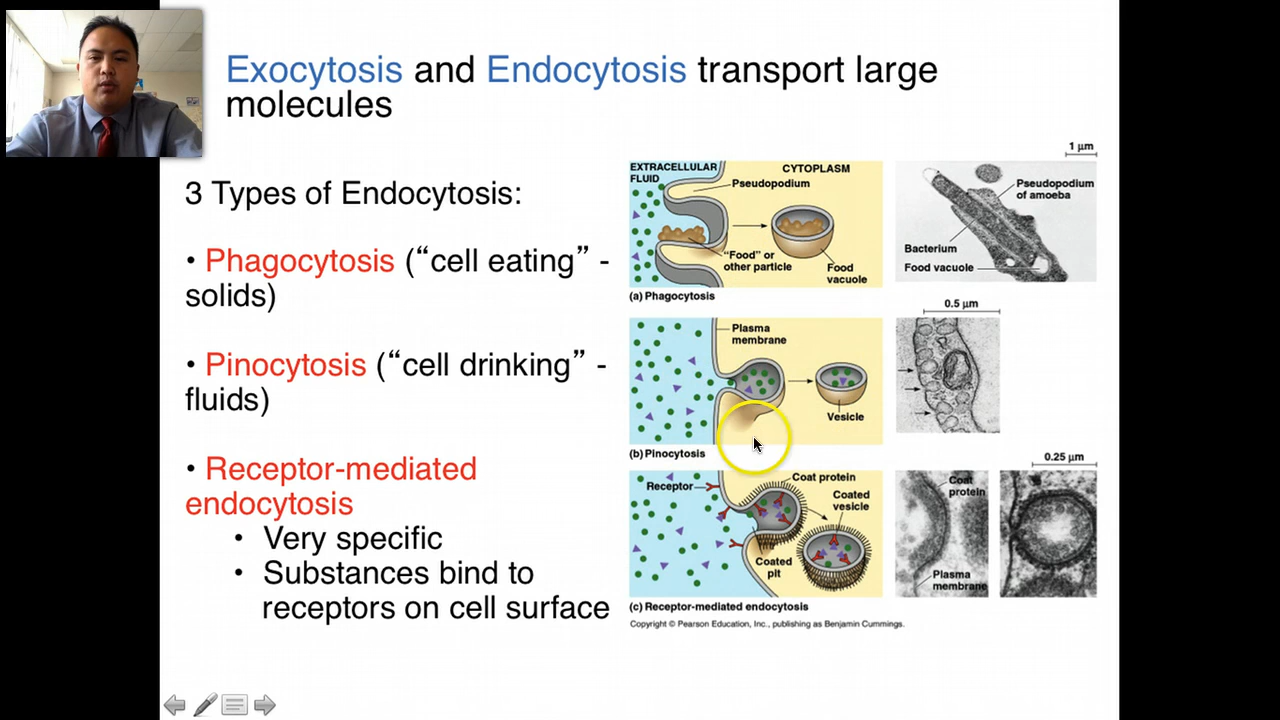 Exocytosis and Endocytosis transport large
molecules
3 Types of Endocytosis:
• Phagocytosis (“cell eating” -
solids)
• Pinocytosis (“cell drinking” -
fluids)
• Receptor-mediated
endocytosis
• Very specific
• Substances bind to
receptors on cell surface
EXTRACELLULAR
FLUID
CYTOPLASM
Pseudopodium
“Food” or
other particle
Food
vacuole
(a) Phagocytosis
1 µm
Pseudopodium
of amoeba
Bacterium
Food vacuole
Plasma
membrane
Vesicle
(b) Pinocytosis
0.5 µm
Receptor
Coat protein
Coated
vesicle
Coated
pit
(c) Receptor-mediated endocytosis
0.25 µm
Coat
protein
Plasma
membrane
Copyright © Pearson Education, Inc., publishing as Benjamin Cummings.